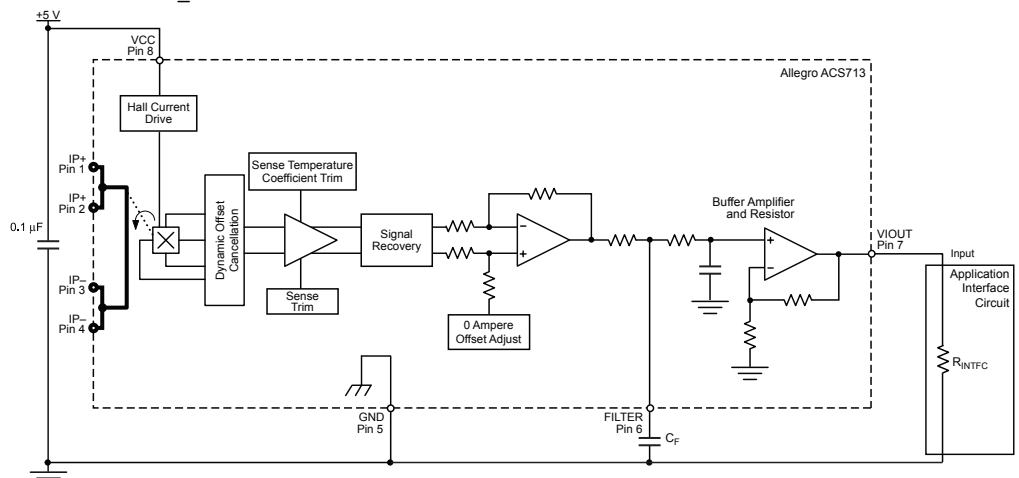 +5 V
VCC
Pin 8
Allegro ACS713
Hall Current
Drive
IP+
Pin 1
IP+
Pin 2
0.1 μF
IP–
Pin 3
IP–
Pin 4
Dynamic Offset
Cancellation
Sense Temperature
Coefficient Trim
Sense
Trim
Signal
Recovery
0 Ampere
Offset Adjust
Buffer Amplifier
and Resistor
VIOUT
Pin 7
Input
Application
Interface
Circuit
RINTFC
GND
Pin 5
FILTER
Pin 6
CF